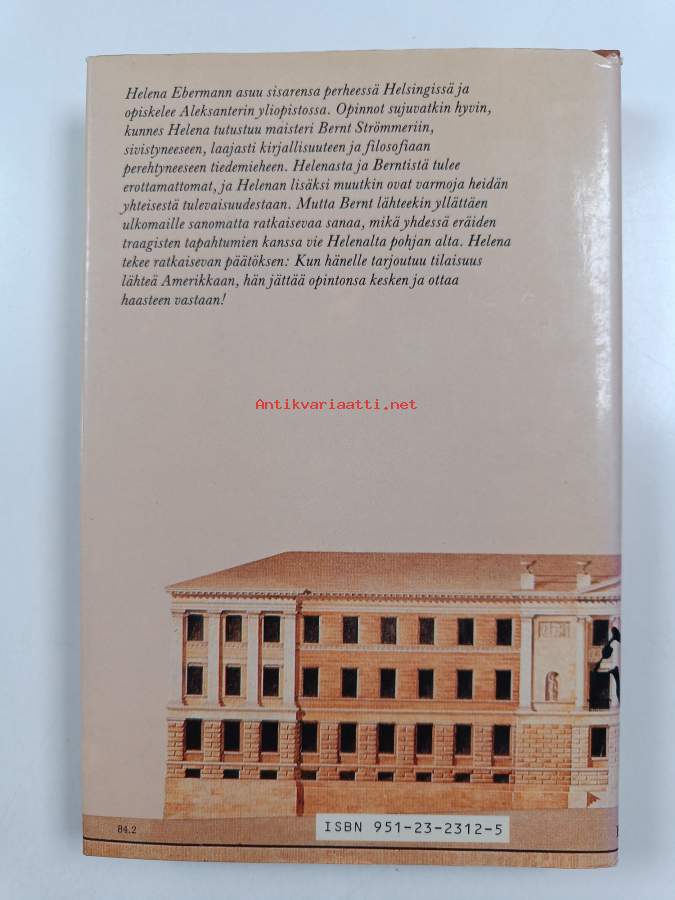 Helena Ebermann asuu sisarensa perheessä Helsingissä ja
opiskelee Aleksanterin yliopistossa. Opinnot sujuvatkin hyvin,
kunnes Helena tutustuu maisteri Bernt Strömmeriin,
sivistyneeseen, laajasti kirjallisuuteen ja filosofiaan
perehtyneeseen tiedemieheen. Helenasta ja Berntistä tulee
erottamattomat, ja Helenan lisäksi muutkin ovat varmoja heidän
yhteisestä tulevaisuudestaan. Mutta Bernt lähteekin yllättäen
ulkomaille sanomatta ratkaisevaa sanaa, mikä yhdessä eräiden
traagisten tapahtumien kanssa vie Helenalta pohjan alta. Helena
tekee ratkaisevan päätöksen: Kun hänelle tarjoutuu tilaisuus
lähteä Amerikkaan, hän jättää opintonsa kesken ja ottaa
haasteen vastaan!
Antikvariaatti.net
84.2
ISBN 951-23-2312-5